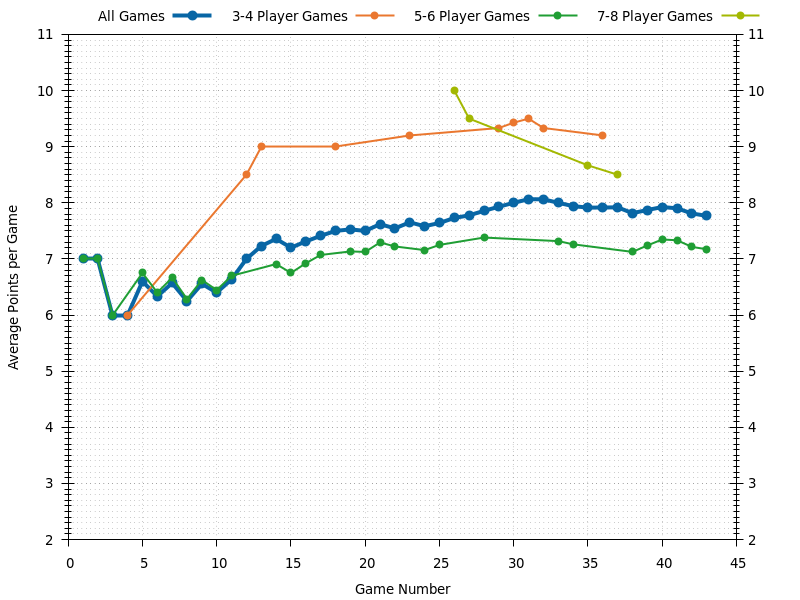 All Games 3-4 Player Games 5-6 Player Games 7-8 Player Games
11 11
10 10
9 9
8 8
7 7
6 6
5 5
4 4
3 3
2 2
0 5 10 15 20 25 30 35 40 45
Average Points per Game
Game Number